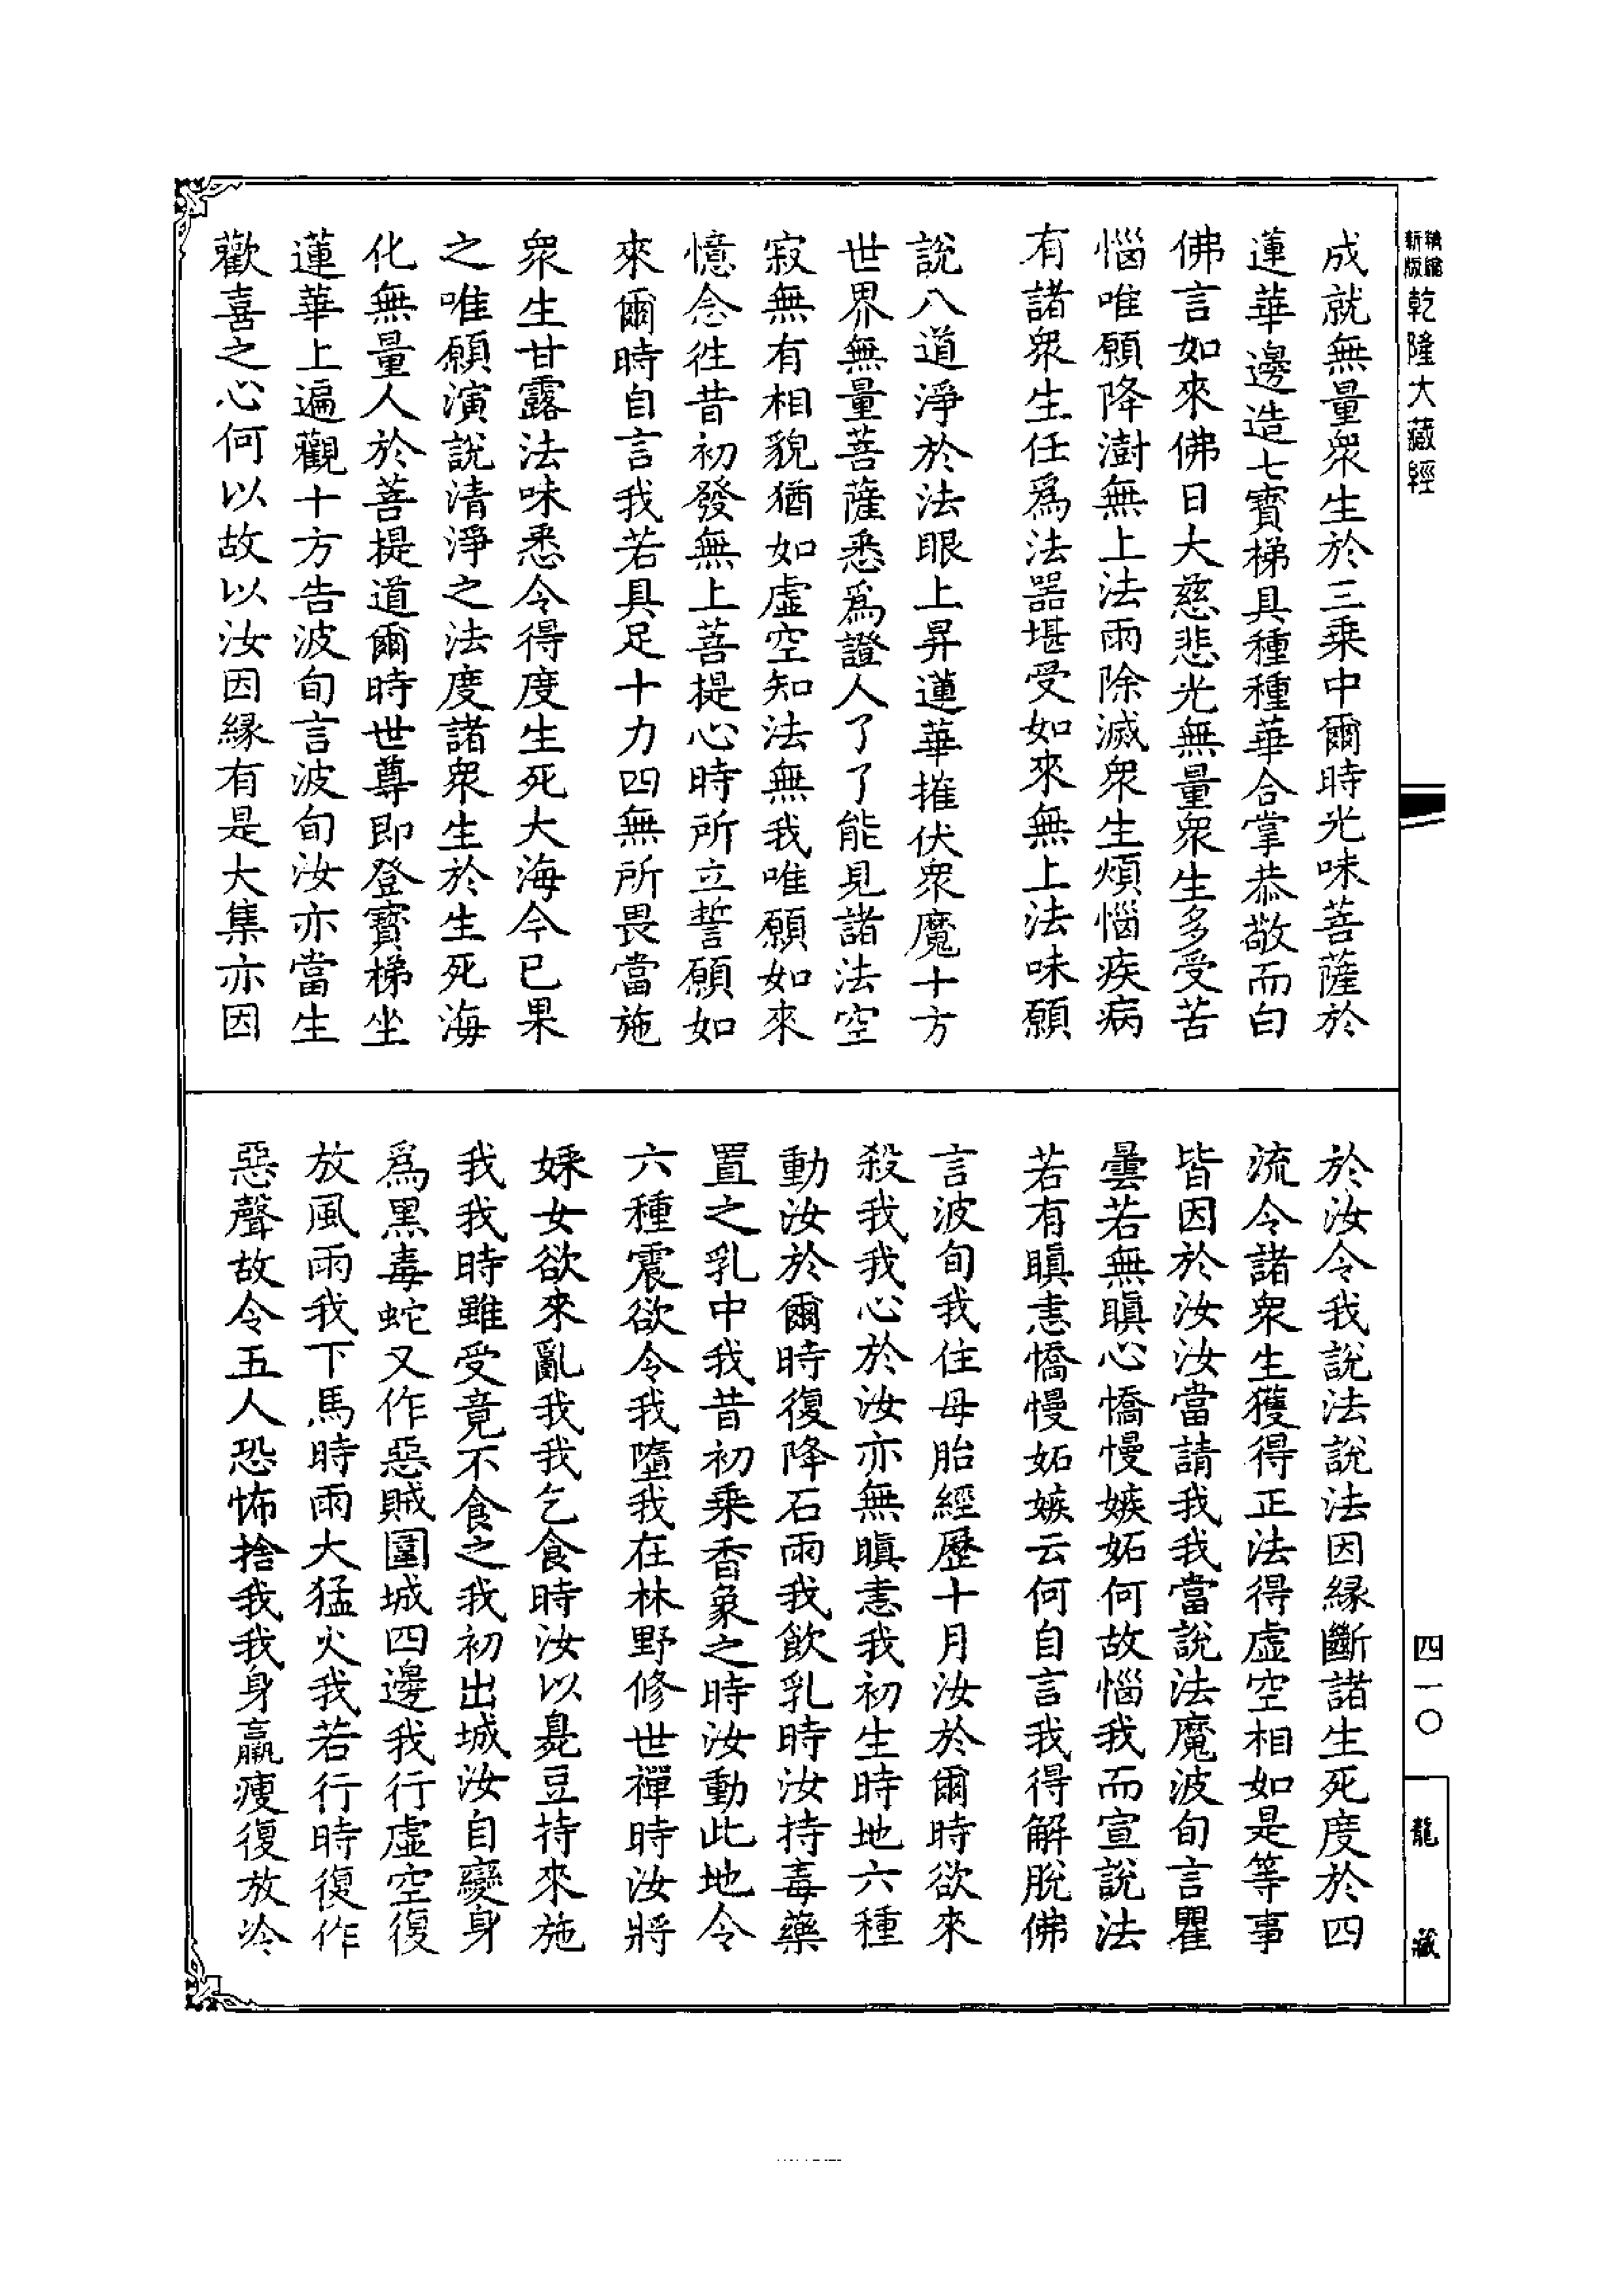 精縮
新版
乾隆大藏經
成就無量衆生於三乘中爾時光味菩薩於
蓮華邊造七寶梯具種種華合掌恭敬而白
佛言如來佛日大慈悲光無量衆生多受苦
惱唯願降澍無上法雨除滅衆生煩惱疾病
有諸衆生任爲法器堪受如來無上法味願
說八道淨於法眼上昇蓮華摧伏衆魔十方
世界無量菩薩悉爲證人了了能見諸法空
寂無有相貌猶如虛空知法無我唯願如來
憶念往昔初發無上菩提心時所立誓願如
來爾時自言我若具足十力四無所畏當施
衆生甘露法味悉令得度生死大海今已果
之唯願演說清淨之法度諸衆生於生死海
化無量人於菩提道爾時世尊即登寶梯坐
蓮華上遍觀十方告波旬言波旬汝亦當生
歡喜之心何以故以汝因緣有是大集亦因
於汝令我說法說法因緣斷諸生死度於四
流令諸衆生獲得正法得虛空相如是等事
皆因於汝汝當請我我當說法魔波旬言瞿
曇若無瞋心憍慢嫉妬何故惱我而宣說法
若有瞋恚憍慢妬嫉云何自言我得解脫佛
言波旬我住母胎經歷十月汝於爾時欲來
殺我我心於汝亦無瞋恚我初生時地六種
動汝於爾時復降石雨我飲乳時汝持毒藥
置之乳中我昔初乘香象之時汝動此地令
六種震欲令我墮我在林野修世禪時汝將
婇女欲來亂我我乞食時汝以毚豆持來施
我我時雖受竟不食之我初出城汝自變身
爲黑毒蛇又作惡賊圍城四邊我行虛空復
放風雨我下馬時雨大猛火我若行時復作
惡聲故令五人恐怖捨我我身羸瘦復放冷
四一〇
龍藏